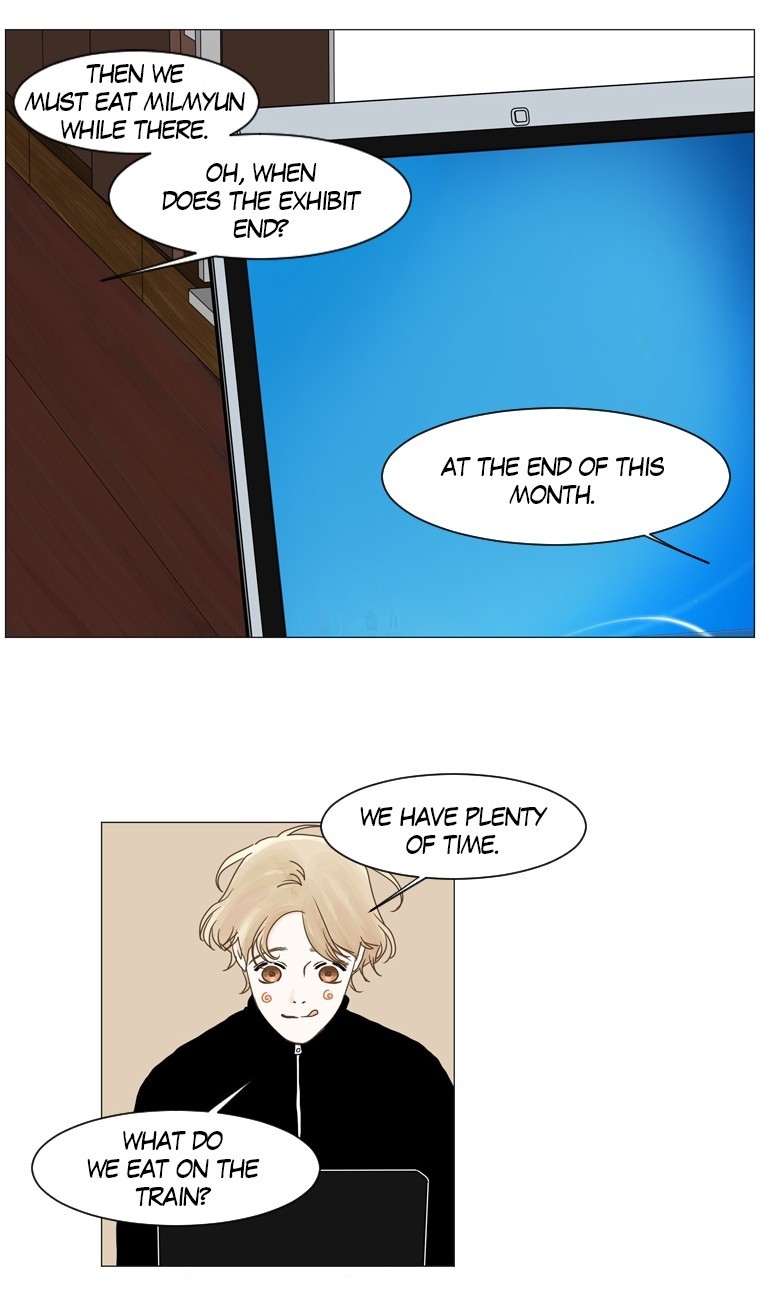 THEN WE
MUST EAT MILMYUN
WHILE THERE.
OH, WHEN
DOES THE EXHIBIT
END?
AT THE END OF THIS
MONTH.
WE HAVE PLENTY
OF TIME.
WHAT DO
WE EAT ON THE
TRAIN?